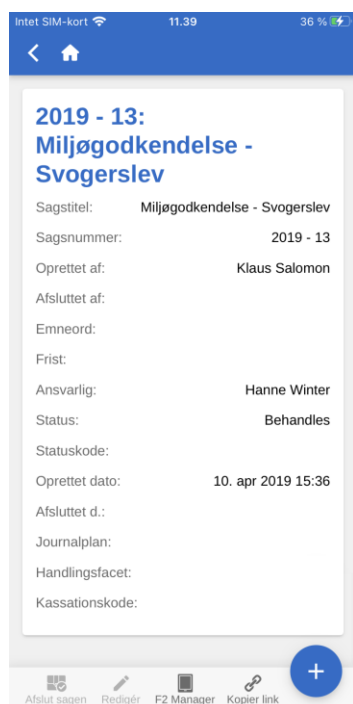 Intet SIM-kort 11.39 36 %
2019 - 13:
Miljøgodkendelse -
Svogerslev
Sagstitel: Miljøgodkendelse - Svogerslev
Sagsnummer: 2019 - 13
Oprettet af: Klaus Salomon
Afsluttet af:
Emneord:
Frist:
Ansvarlig: Hanne Winter
Status: Behandles
Statuskode:
Oprettet dato: 10. apr 2019 15:36
Afsluttet d.:
Journalplan:
Handlingsfacet:
Kassationskode:
+
Afslut sagen Redigér F2 Manager Kopier link